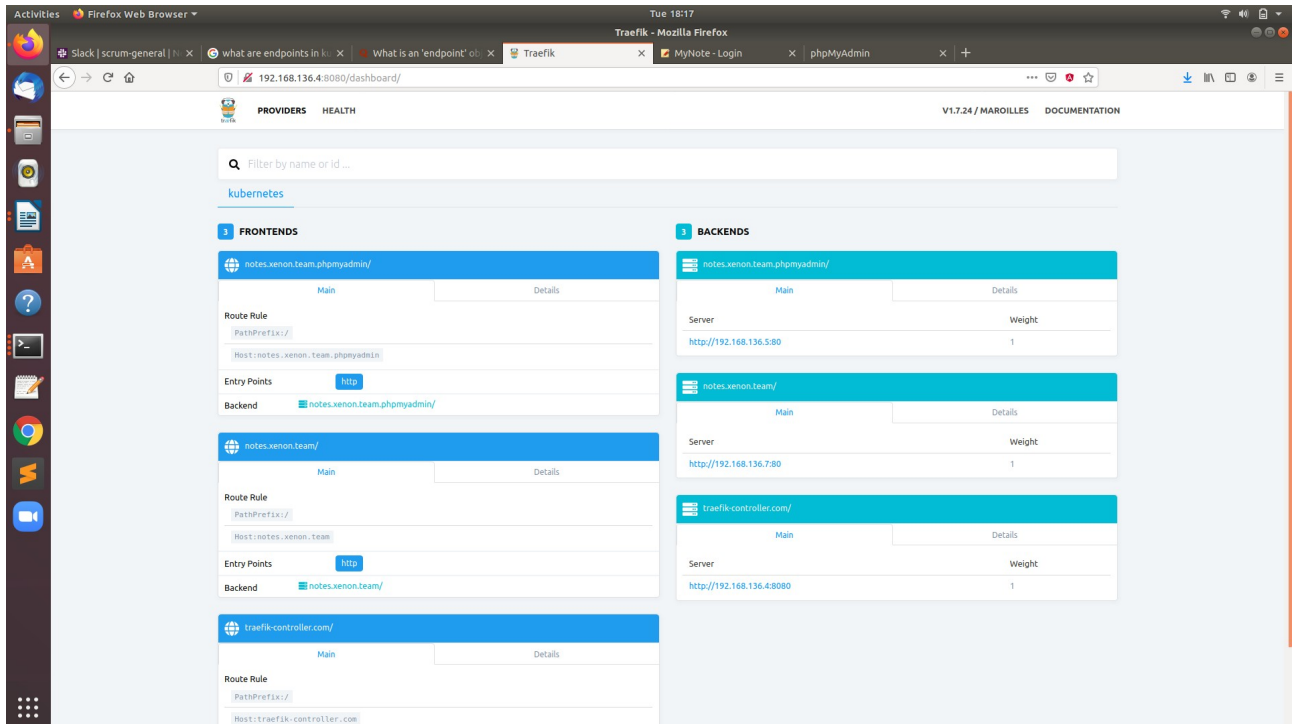 Activities Firefox Web Browser Tue 18:17
Traefik - Mozilla Firefox
Slack | scrum-general | N what are endpoints in ku What is an 'endpoint' ob Traefik MyNote - Login phpMyAdmin
192.168.136.4:8080/dashboard/
træfik PROVIDERS HEALTH V1.7.24 / MAROILLES DOCUMENTATION
Filter by name or id ...
kubernetes
3 FRONTENDS
notes.xenon.team.phpmyadmin/
Main Details
Route Rule
PathPrefix:/
Host:notes.xenon.team.phpmyadmin
Entry Points http
Backend notes.xenon.team.phpmyadmin/
notes.xenon.team/
Main Details
Route Rule
PathPrefix:/
Host:notes.xenon.team
Entry Points http
Backend notes.xenon.team/
traefik-controller.com/
Main Details
Route Rule
PathPrefix:/
Host:traefik-controller.com
3 BACKENDS
notes.xenon.team.phpmyadmin/
Main Details
Server Weight
http://192.168.136.5:80 1
notes.xenon.team/
Main Details
Server Weight
http://192.168.136.7:80 1
traefik-controller.com/
Main Details
Server Weight
http://192.168.136.4:8080 1